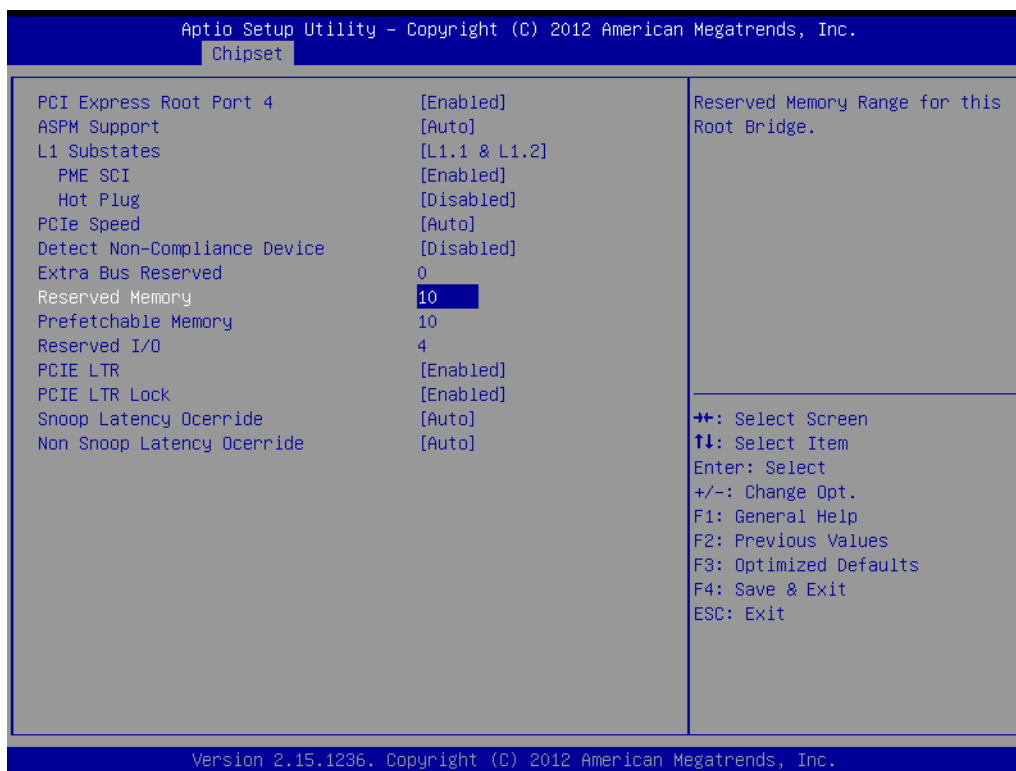 Aptio Setup Utility – Copyright (C) 2012 American Megatrends, Inc.
Chipset
PCI Express Root Port 4 [Enabled]
ASPM Support [Auto]
L1 Substates [L1.1 & L1.2]
PME SCI [Enabled]
Hot Plug [Disabled]
PCIe Speed [Auto]
Detect Non-Compliance Device [Disabled]
Extra Bus Reserved 0
Reserved Memory 10
Prefetchable Memory 10
Reserved I/O 4
PCIE LTR [Enabled]
PCIE LTR Lock [Enabled]
Snoop Latency Ocerride [Auto]
Non Snoop Latency Ocerride [Auto]
Reserved Memory Range for this
Root Bridge.
→←: Select Screen
↑↓: Select Item
Enter: Select
+/-: Change Opt.
F1: General Help
F2: Previous Values
F3: Optimized Defaults
F4: Save & Exit
ESC: Exit
Version 2.15.1236. Copyright (C) 2012 American Megatrends, Inc.